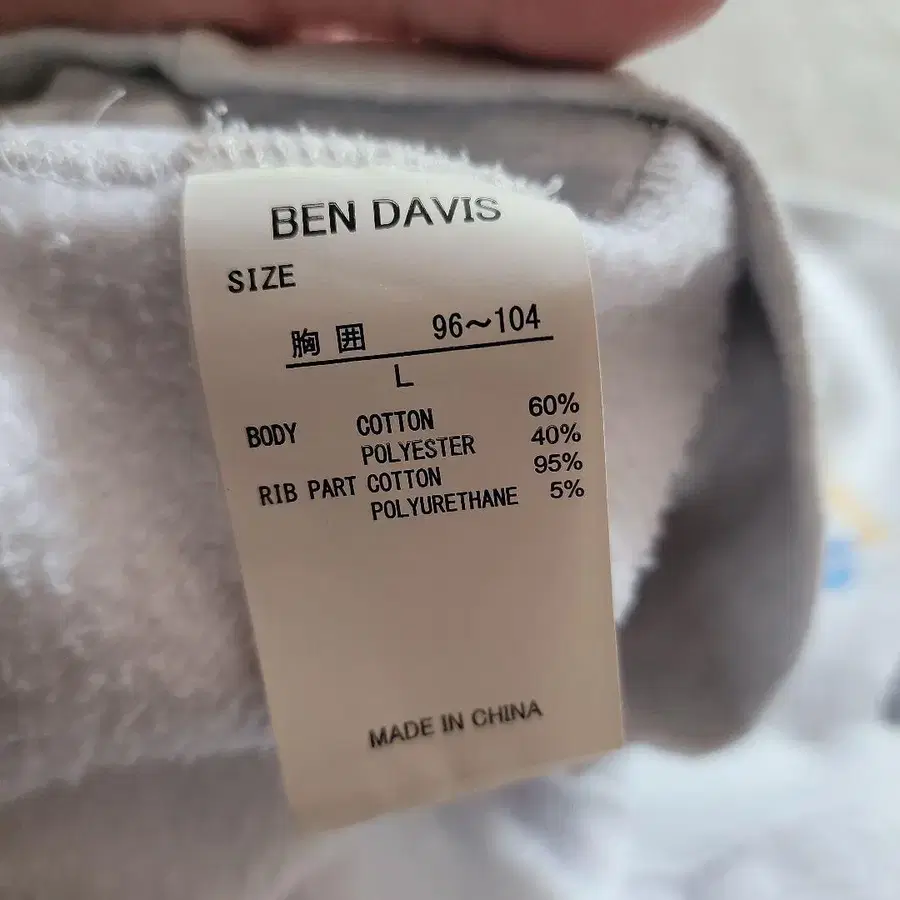 BEN DAVIS
SIZE
胸囲 96～104
L
BODY COTTON 60%
POLYESTER 40%
RIB PART COTTON 95%
POLYURETHANE 5%
MADE IN CHINA